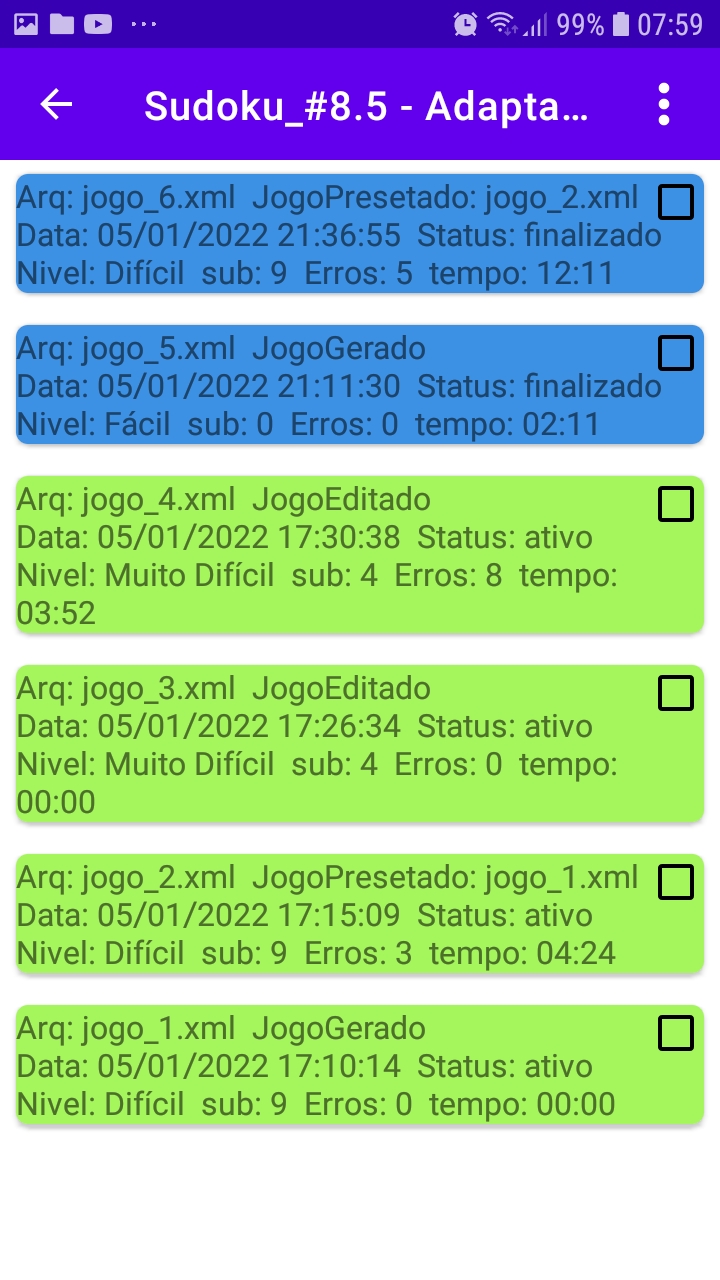 99% 07:59
Sudoku_#8.5 - Adapta...
Arq: jogo_6.xml JogoPresetado: jogo_2.xml
Data: 05/01/2022 21:36:55 Status: finalizado
Nivel: Difícil sub: 9 Erros: 5 tempo: 12:11
Arq: jogo_5.xml JogoGerado
Data: 05/01/2022 21:11:30 Status: finalizado
Nivel: Fácil sub: 0 Erros: 0 tempo: 02:11
Arq: jogo_4.xml JogoEditado
Data: 05/01/2022 17:30:38 Status: ativo
Nivel: Muito Difícil sub: 4 Erros: 8 tempo:
03:52
Arq: jogo_3.xml JogoEditado
Data: 05/01/2022 17:26:34 Status: ativo
Nivel: Muito Difícil sub: 4 Erros: 0 tempo:
00:00
Arq: jogo_2.xml JogoPresetado: jogo_1.xml
Data: 05/01/2022 17:15:09 Status: ativo
Nivel: Difícil sub: 9 Erros: 3 tempo: 04:24
Arq: jogo_1.xml JogoGerado
Data: 05/01/2022 17:10:14 Status: ativo
Nivel: Difícil sub: 9 Erros: 0 tempo: 00:00